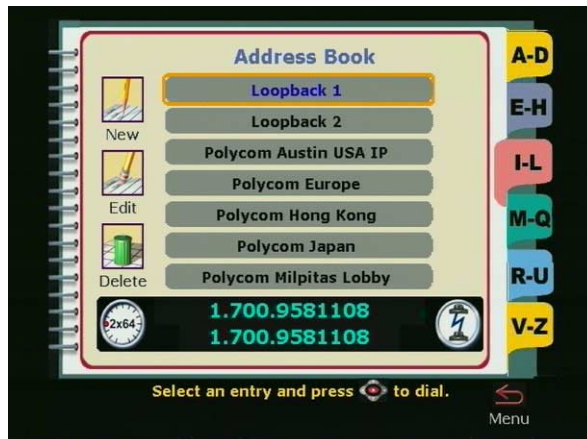 Address Book
Loopback 1
Loopback 2
Polycom Austin USA IP
Polycom Europe
Polycom Hong Kong
Polycom Japan
Polycom Milpitas Lobby
New
Edit
Delete
A-D
E-H
I-L
M-Q
R-U
V-Z
2x64
1.700.9581108
1.700.9581108
Select an entry and press to dial.
Menu